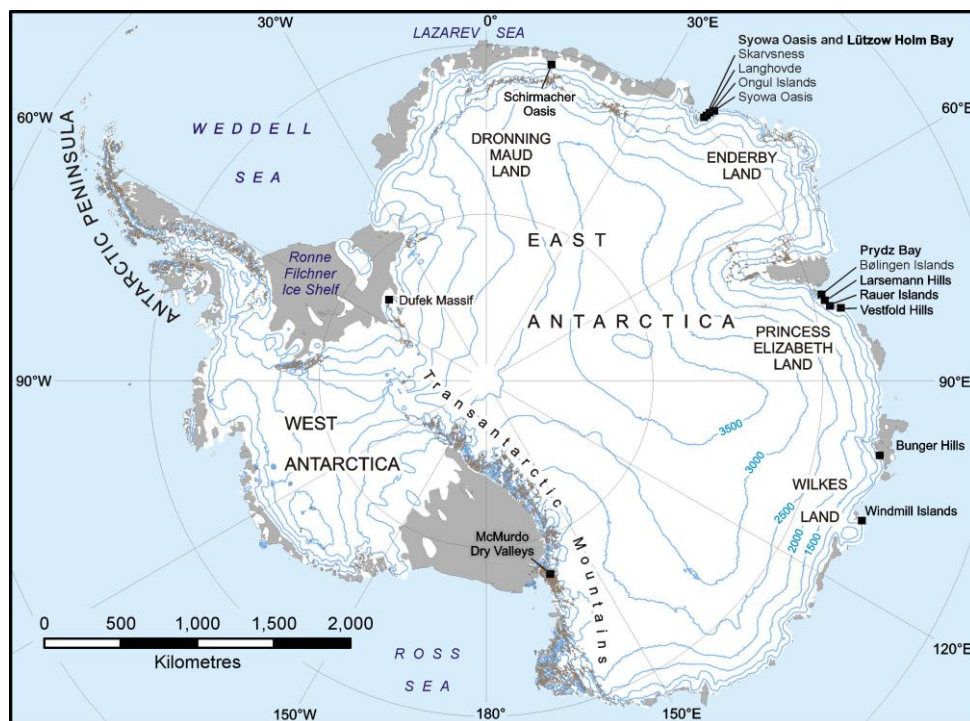 30°W
LAZAREV SEA
0°
30°E
Syowa Oasis and Lützow Holm Bay
Skarvsness
Langhovde
Ongul Islands
Syowa Oasis
Schirmacher
Oasis
60°W
60°E
WEDDELL
SEA
DRONNING
MAUD
LAND
ENDERBY
LAND
ANTARCTIC PENINSULA
EAST
Ronne
Filchner
Ice Shelf
Prydz Bay
Bølingen Islands
Larsemann Hills
Rauer Islands
Vestfold Hills
Dufek Massif
ANTARCTICA
PRINCESS
ELIZABETH
LAND
90°W
90°E
Transantarctic Mountains
WEST
ANTARCTICA
3500
3000
2500
2000
1500
Bunger Hills
WILKES
LAND
Windmill Islands
McMurdo
Dry Valleys
0 500 1,000 1,500 2,000
Kilometres
ROSS
SEA
120°E
150°W
180°
150°E